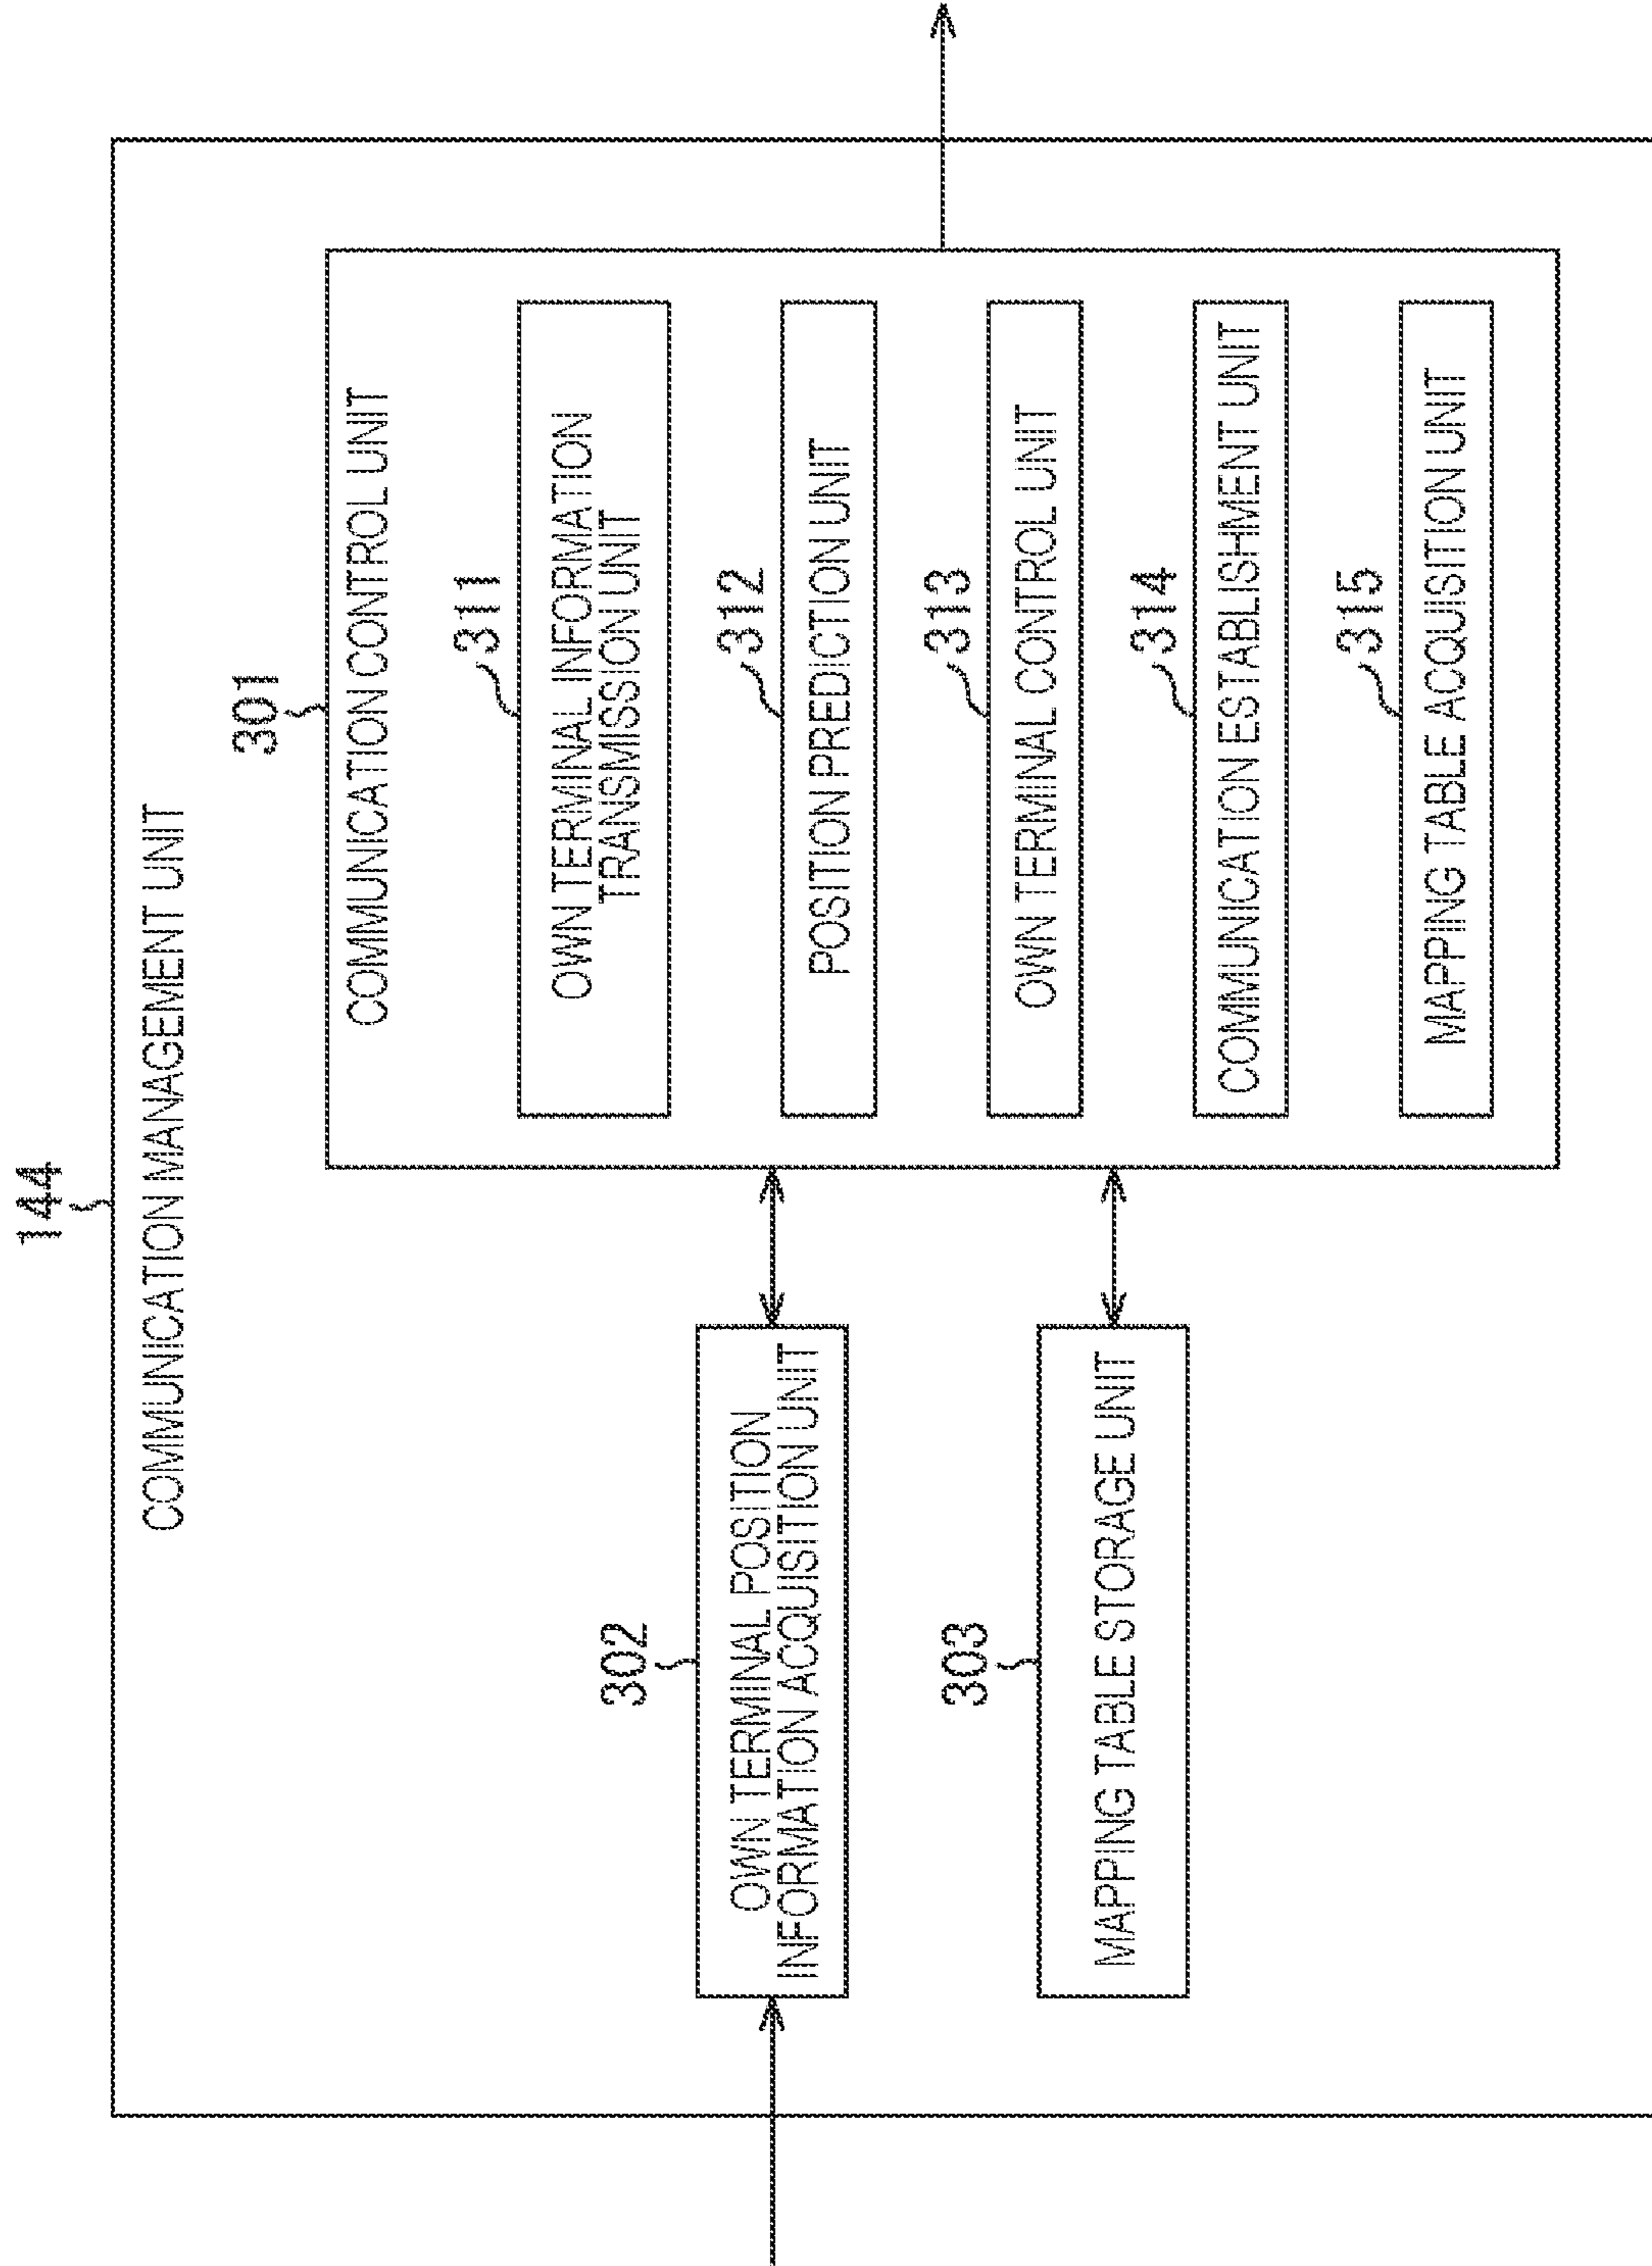 144
COMMUNICATION MANAGEMENT UNIT
302
OWN TERMINAL POSITION
INFORMATION ACQUISITION UNIT
303
MAPPING TABLE STORAGE UNIT
301
COMMUNICATION CONTROL UNIT
311
OWN TERMINAL INFORMATION
TRANSMISSION UNIT
312
POSITION PREDICTION UNIT
313
OWN TERMINAL CONTROL UNIT
314
COMMUNICATION ESTABLISHMENT UNIT
315
MAPPING TABLE ACQUISITION UNIT